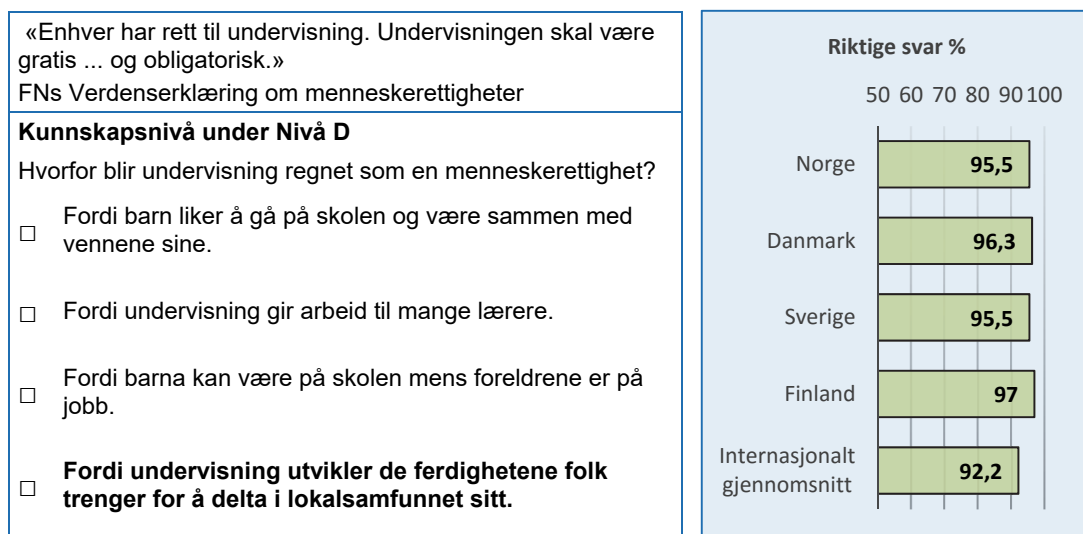 «Enhver har rett til undervisning. Undervisningen skal være
gratis ... og obligatorisk.»
FNs Verdenserklæring om menneskerettigheter
Kunnskapsnivå under Nivå D
Hvorfor blir undervisning regnet som en menneskerettighet?
☐ Fordi barn liker å gå på skolen og være sammen med
vennene sine.
☐ Fordi undervisning gir arbeid til mange lærere.
☐ Fordi barna kan være på skolen mens foreldrene er på
jobb.
☐ Fordi undervisning utvikler de ferdighetene folk
trenger for å delta i lokalsamfunnet sitt.
Riktige svar %
50 60 70 80 90 100
Norge 95,5
Danmark 96,3
Sverige 95,5
Finland 97
Internasjonalt
gjennomsnitt 92,2